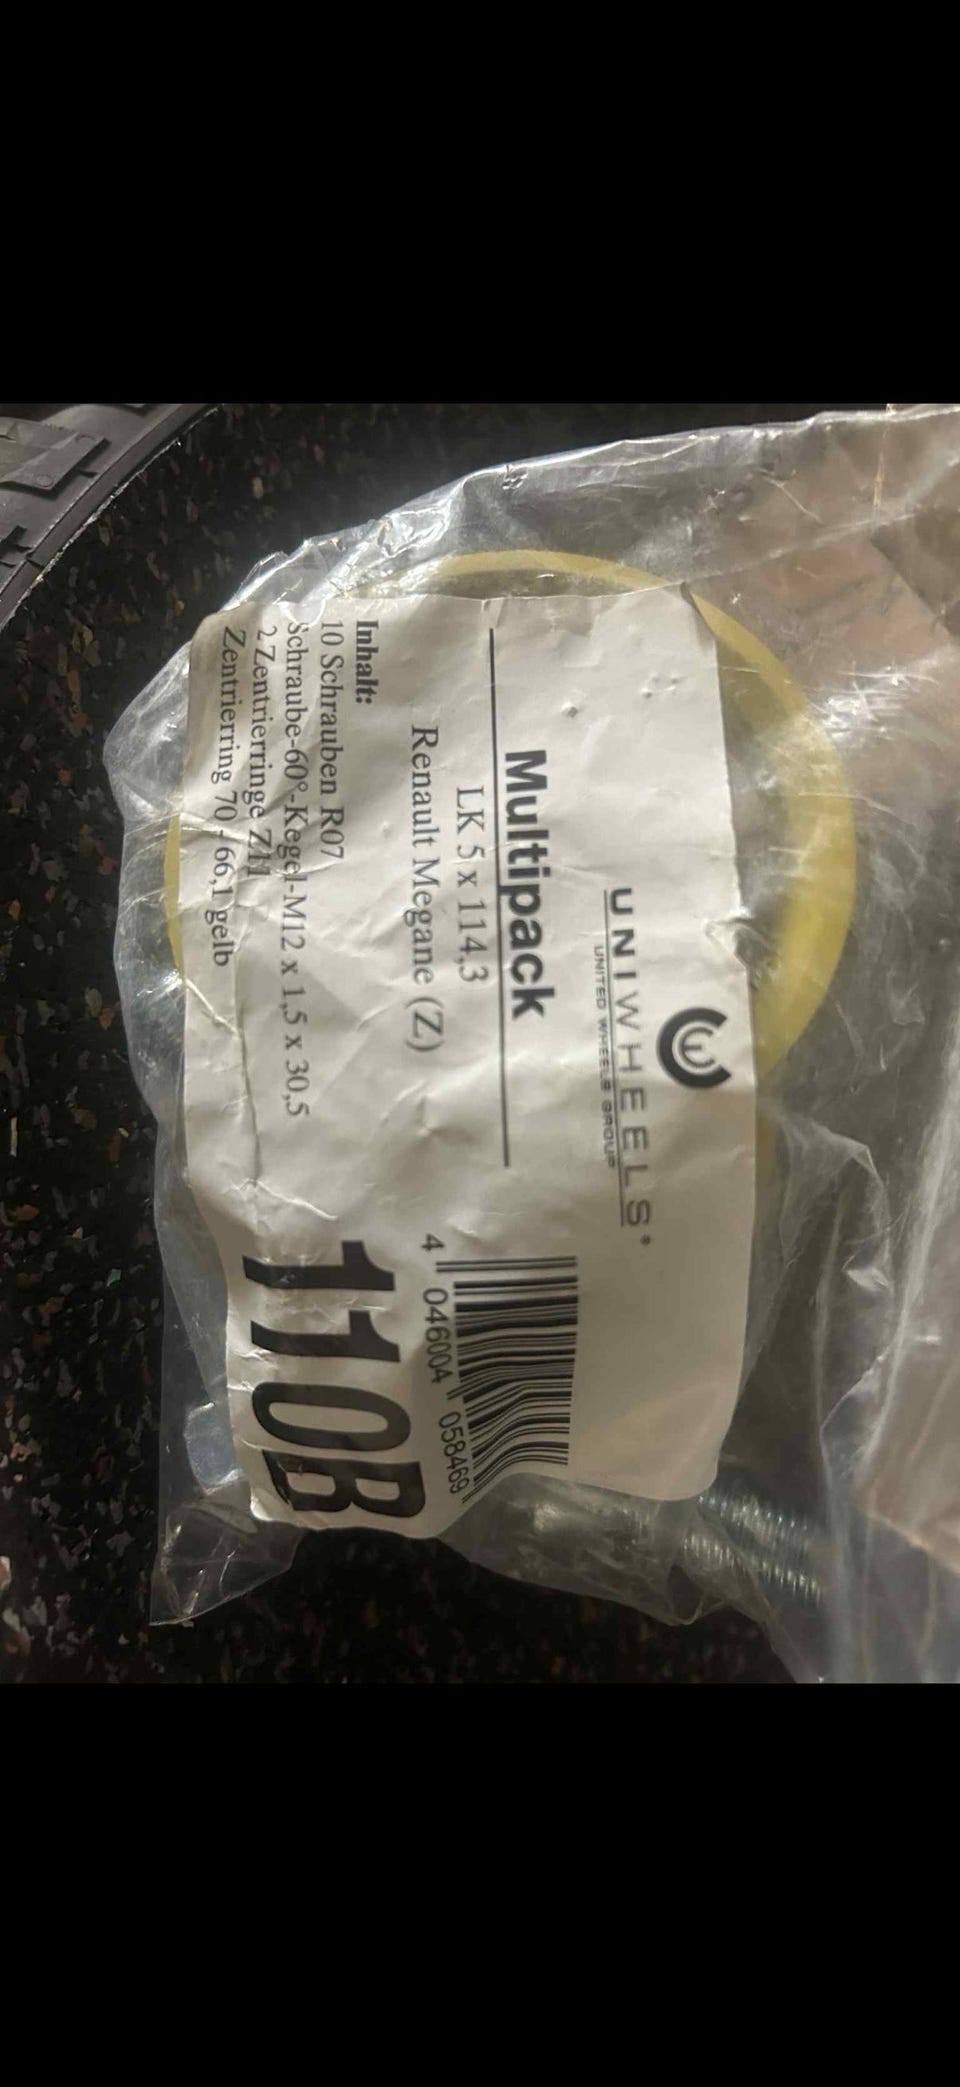 UNIWHEELS®
UNITED WHEELS GROUP
Multipack
LK 5 x 114,3
Renault Megane (Z)
4 046004 058469
Inhalt:
10 Schrauben R07
Schraube-60°-Kegel-M12 x 1,5 x 30,5
2 Zentrierringe Z11
Zentrierring 70 - 66,1 gelb
110B